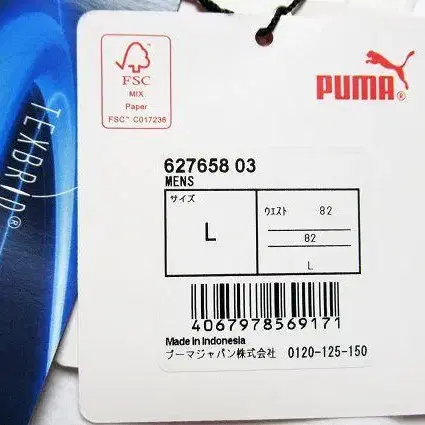 TEXBRID®
FSC
MIX
Paper
FSC™ C017236
PUMA®
627658 03
MENS
サイズ
L
ウエスト 82
82
L
4067978569171
Made in Indonesia
プーマジャパン株式会社 0120-125-150